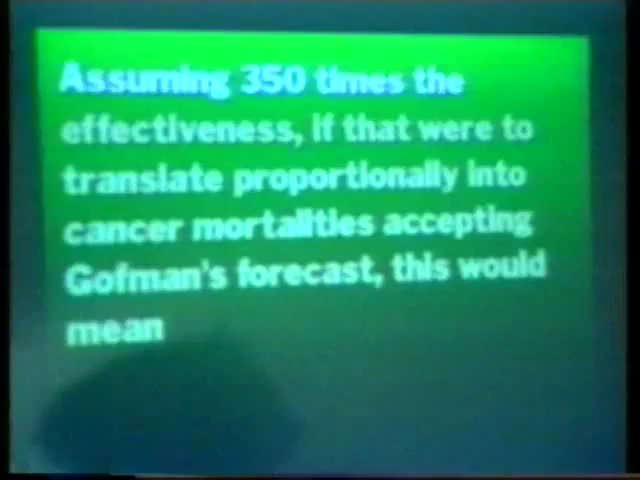 Assuming 350 times the
effectiveness, if that were to
translate proportionally into
cancer mortalities accepting
Gofman's forecast, this would
mean